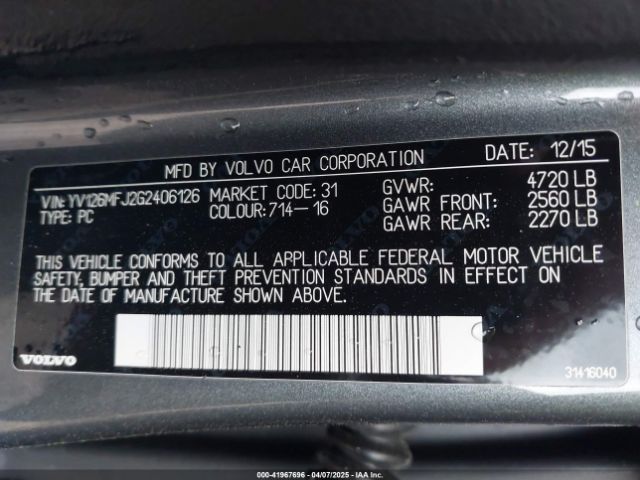 MFD BY VOLVO CAR CORPORATION DATE: 12/15
VIN: YV126MFJ2G2406126 MARKET CODE: 31 GVWR: 4720 LB
TYPE: PC COLOUR: 714-16 GAWR FRONT: 2560 LB
GAWR REAR: 2270 LB
THIS VEHICLE CONFORMS TO ALL APPLICABLE FEDERAL MOTOR VEHICLE
SAFETY, BUMPER AND THEFT PREVENTION STANDARDS IN EFFECT ON
THE DATE OF MANUFACTURE SHOWN ABOVE.
VOLVO 31416040
000-41967696 - 04/07/2025 - IAAI.COM